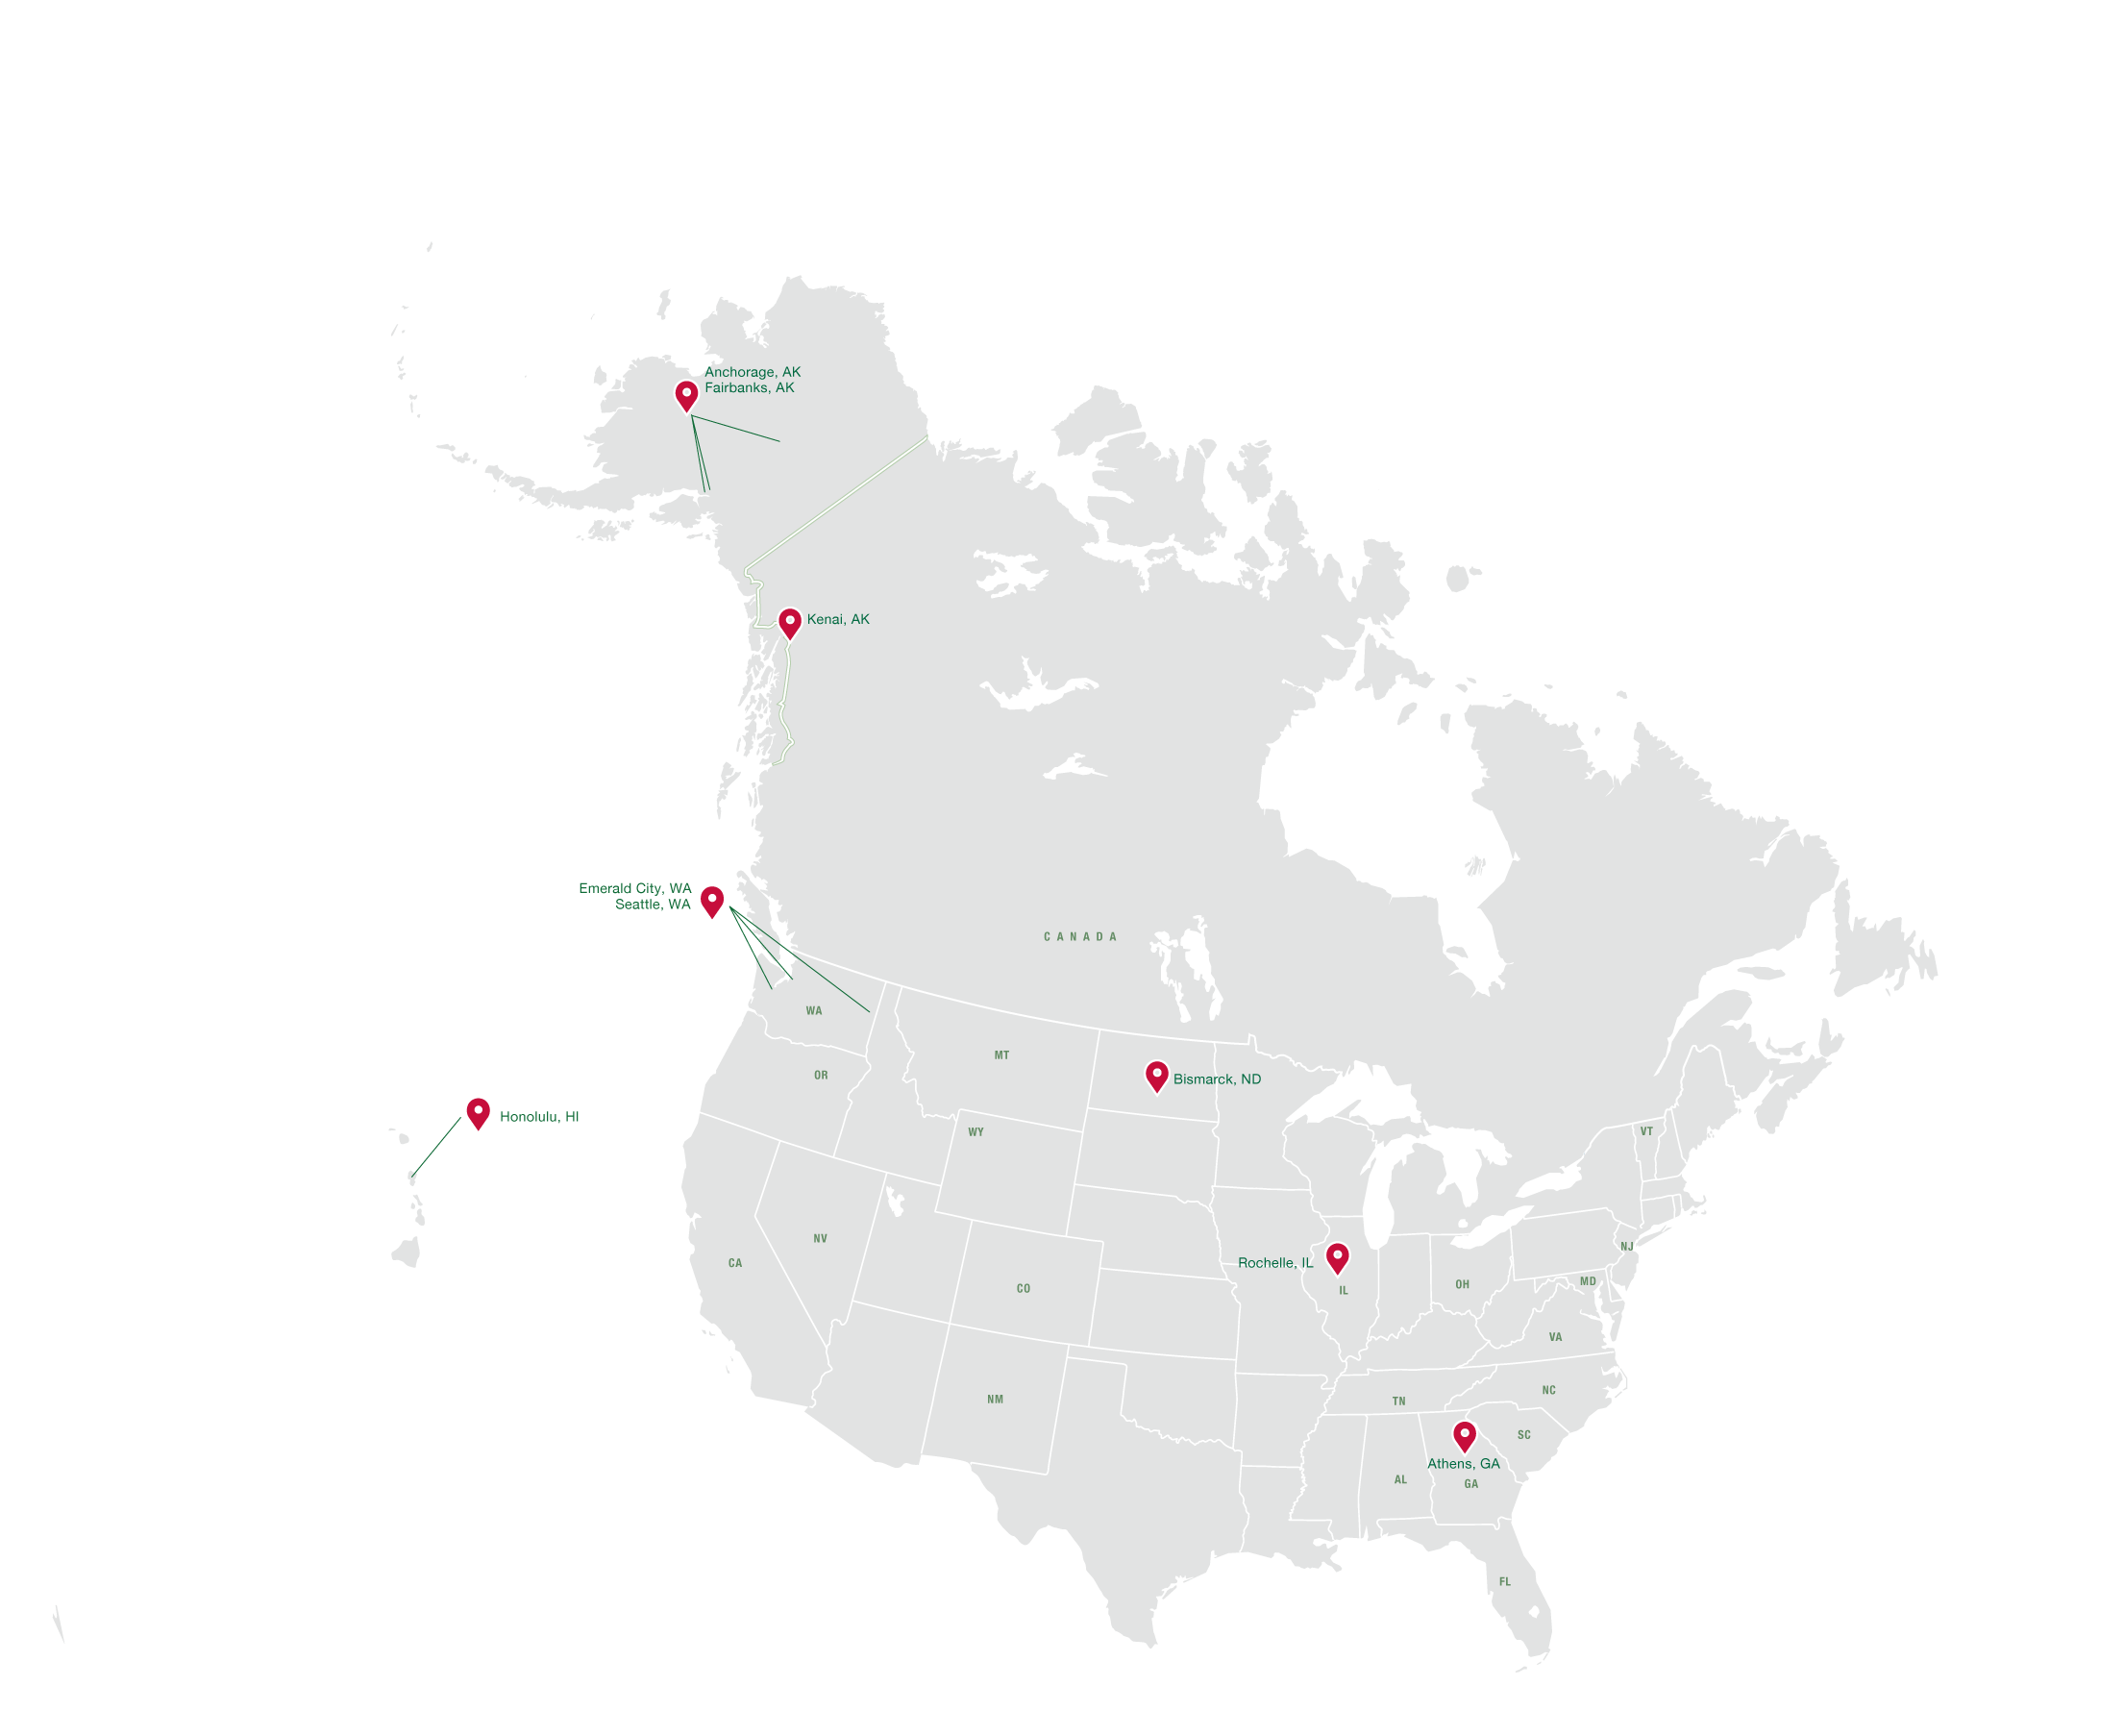 Anchorage, AK
Fairbanks, AK
Kenai, AK
Emerald City, WA
Seattle, WA
CANADA
WA
MT
OR
Bismarck, ND
Honolulu, HI
WY
VT
NV
NJ
CA
Rochelle, IL
MD
OH
CO
IL
VA
NC
NM
TN
SC
Athens, GA
AL
GA
FL